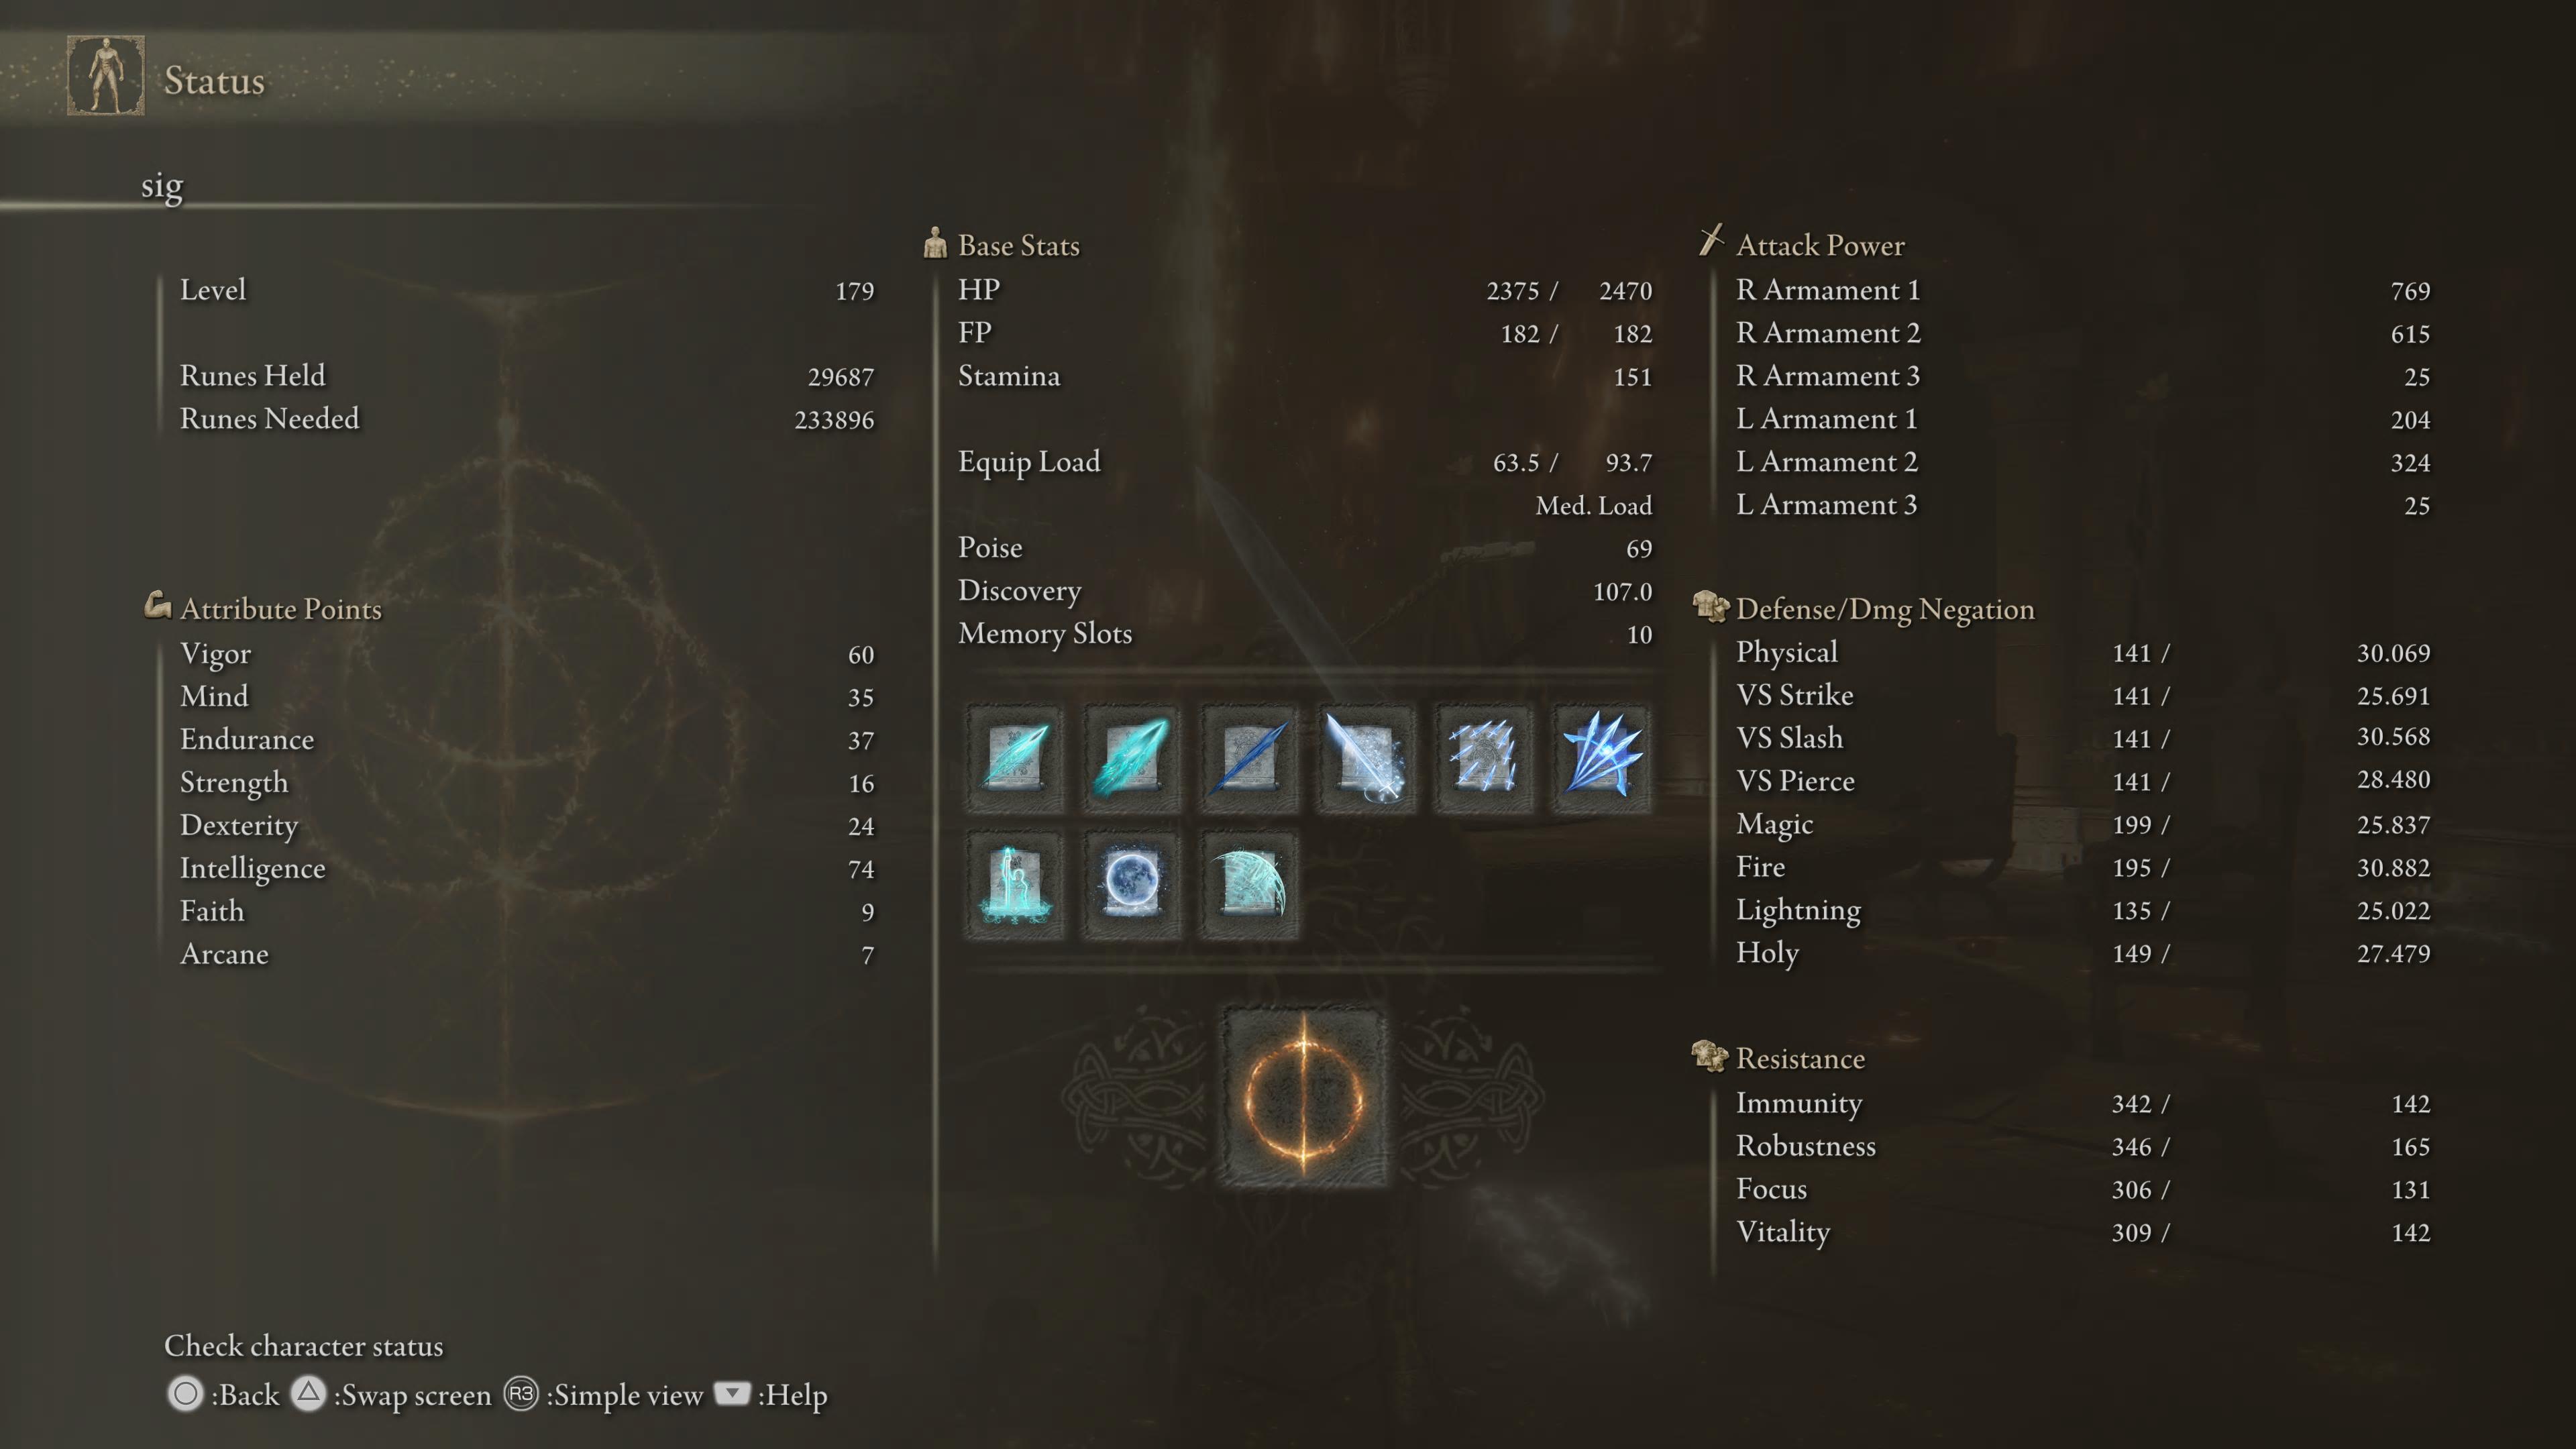 Status
sig
Level 179
Runes Held 29687
Runes Needed 233896
Attribute Points
Vigor 60
Mind 35
Endurance 37
Strength 16
Dexterity 24
Intelligence 74
Faith 9
Arcane 7
Base Stats
HP 2375 / 2470
FP 182 / 182
Stamina 151
Equip Load 63.5 / 93.7
Med. Load
Poise 69
Discovery 107.0
Memory Slots 10
Attack Power
R Armament 1 769
R Armament 2 615
R Armament 3 25
L Armament 1 204
L Armament 2 324
L Armament 3 25
Defense/Dmg Negation
Physical 141 / 30.069
VS Strike 141 / 25.691
VS Slash 141 / 30.568
VS Pierce 141 / 28.480
Magic 199 / 25.837
Fire 195 / 30.882
Lightning 135 / 25.022
Holy 149 / 27.479
Resistance
Immunity 342 / 142
Robustness 346 / 165
Focus 306 / 131
Vitality 309 / 142
Check character status
:Back :Swap screen R3 :Simple view :Help